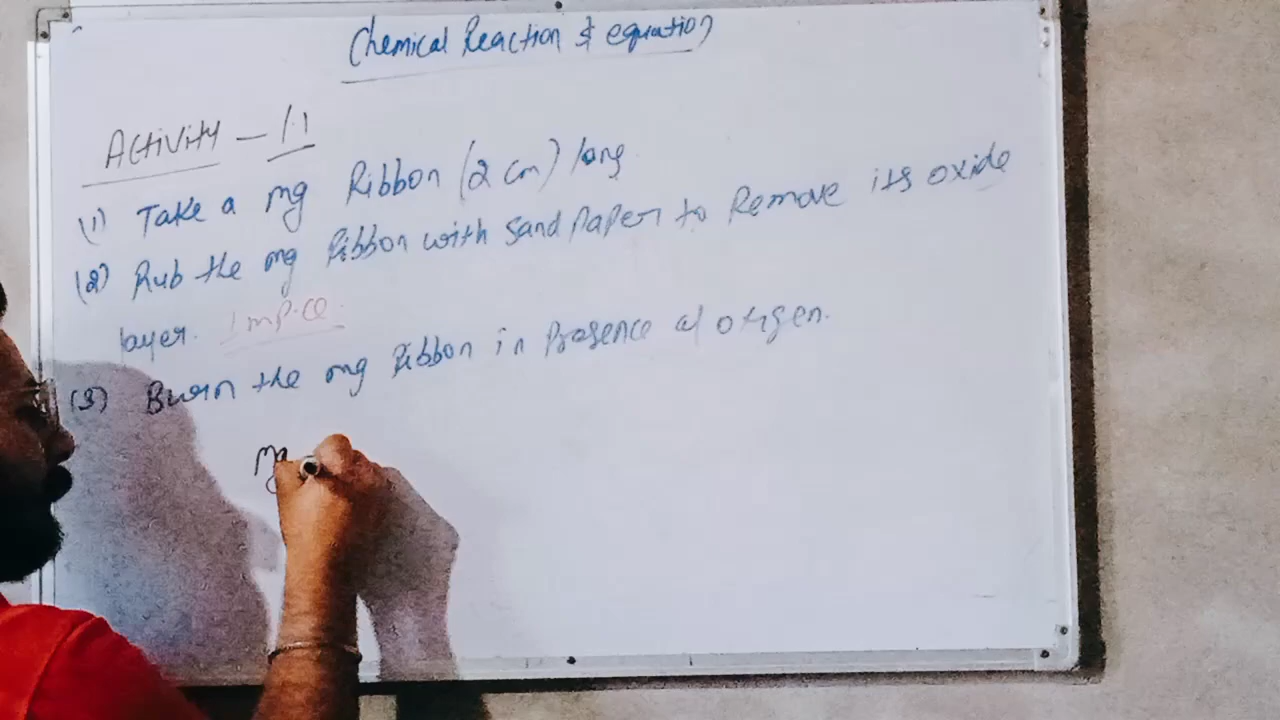 Chemical Reaction & equation
Activity - 1.1
(1) Take a mg Ribbon (2 cm) long
(2) Rub the mg Ribbon with sand Paper to Remove its oxide
layer.
(3) Burn the mg Ribbon in Presence of oxygen.
mg